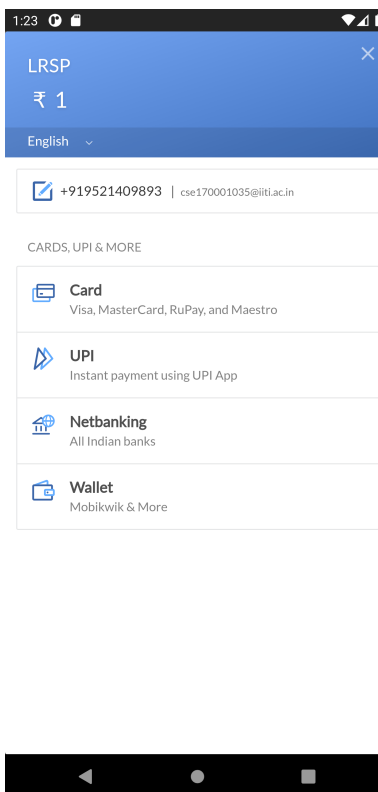 1:23
LRSP
₹ 1
English
+919521409893 | cse170001035@iiti.ac.in
CARDS, UPI & MORE
Card
Visa, MasterCard, RuPay, and Maestro
UPI
Instant payment using UPI App
Netbanking
All Indian banks
Wallet
Mobikwik & More